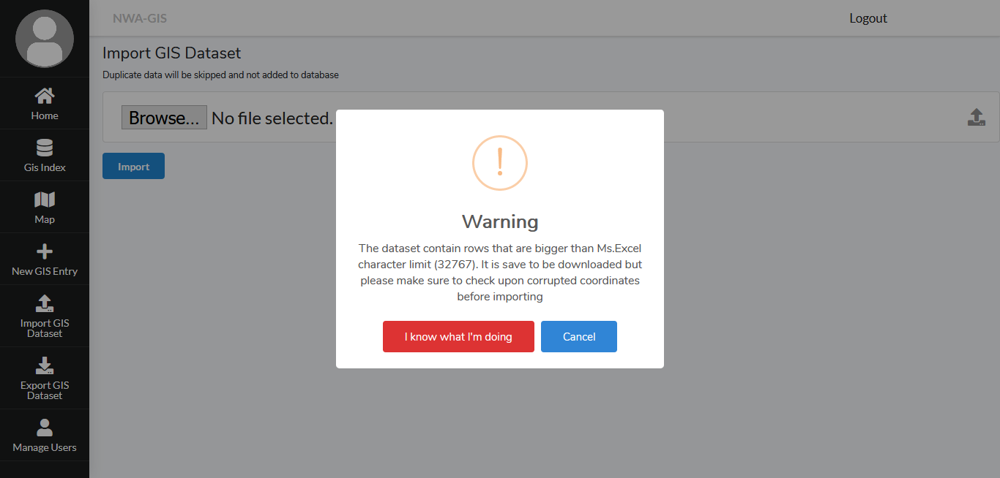 NWA-GIS
Logout
Import GIS Dataset
Duplicate data will be skipped and not added to database
Browse... No file selected.
Import
Home
Gis Index
Map
New GIS Entry
Import GIS
Dataset
Export GIS
Dataset
Manage Users
!
Warning
The dataset contain rows that are bigger than Ms.Excel
character limit (32767). It is save to be downloaded but
please make sure to check upon corrupted coordinates
before importing
I know what I'm doing
Cancel